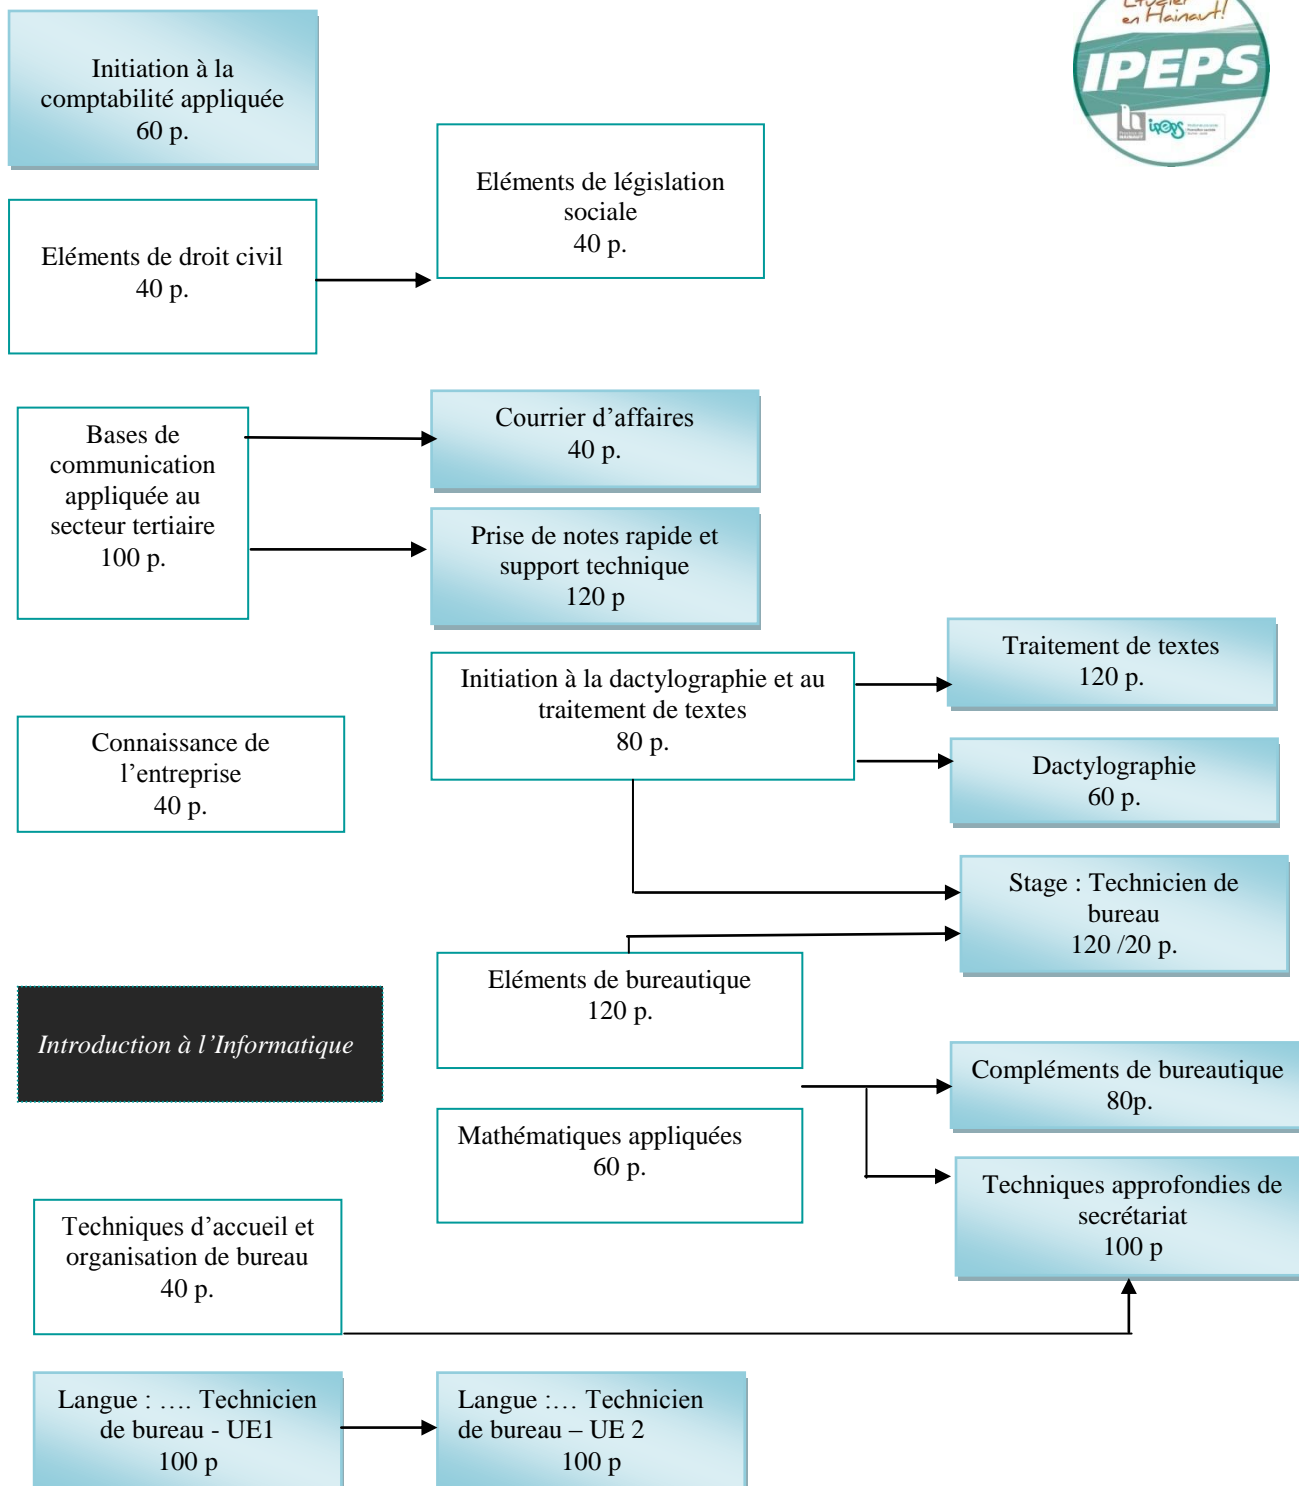 Etudier
en Hainaut!
IPEPS
ipeps
Initiation à la
comptabilité appliquée
60 p.
Eléments de législation
sociale
40 p.
Eléments de droit civil
40 p.
Bases de
communication
appliquée au
secteur tertiaire
100 p.
Courrier d’affaires
40 p.
Prise de notes rapide et
support technique
120 p
Traitement de textes
120 p.
Initiation à la dactylographie et au
traitement de textes
80 p.
Connaissance de
l’entreprise
40 p.
Dactylographie
60 p.
Stage : Technicien de
bureau
120 /20 p.
Eléments de bureautique
120 p.
Introduction à l’Informatique
Compléments de bureautique
80p.
Mathématiques appliquées
60 p.
Techniques approfondies de
secrétariat
100 p
Techniques d’accueil et
organisation de bureau
40 p.
Langue : …. Technicien
de bureau - UE1
100 p
Langue :… Technicien
de bureau – UE 2
100 p